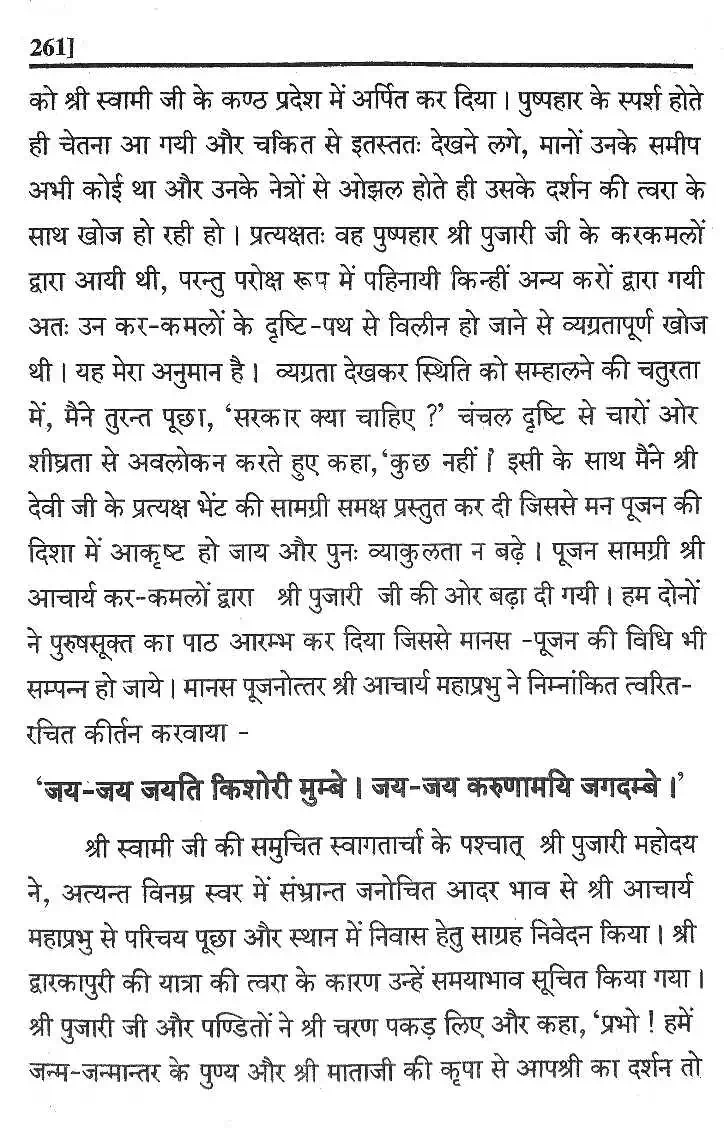 261]
को श्री स्वामी जी के कण्ठ प्रदेश में अर्पित कर दिया। पुष्पहार के स्पर्श होते
ही चेतना आ गयी और चकित से इतस्ततः देखने लगे, मानों उनके समीप
अभी कोई था और उनके नेत्रों से ओझल होते ही उसके दर्शन की त्वरा के
साथ खोज हो रही हो। प्रत्यक्षतः वह पुष्पहार श्री पुजारी जी के करकमलों
द्वारा आयी थी, परन्तु परोक्ष रूप में पहिनायी किन्हीं अन्य करों द्वारा गयी
अतः उन कर-कमलों के दृष्टि-पथ से विलीन हो जाने से व्यग्रतापूर्ण खोज
थी। यह मेरा अनुमान है। व्यग्रता देखकर स्थिति को सम्हालने की चतुरता
में, मैंने तुरन्त पूछा, ‘सरकार क्या चाहिए ?’ चंचल दृष्टि से चारों ओर
शीघ्रता से अवलोकन करते हुए कहा,‘कुछ नहीं।̓ इसी के साथ मैंने श्री
देवी जी के प्रत्यक्ष भेंट की सामग्री समक्ष प्रस्तुत कर दी जिससे मन पूजन की
दिशा में आकृष्ट हो जाय और पुनः व्याकुलता न बढ़े। पूजन सामग्री श्री
आचार्य कर-कमलों द्वारा श्री पुजारी जी की ओर बढ़ा दी गयी। हम दोनों
ने पुरुषसूक्त का पाठ आरम्भ कर दिया जिससे मानस -पूजन की विधि भी
सम्पन्न हो जाये। मानस पूजनोत्तर श्री आचार्य महाप्रभु ने निम्नांकित त्वरित-
रचित कीर्तन करवाया -
‘जय-जय जयति किशोरी मुम्बे। जय-जय करुणामयि जगदम्बे।’
श्री स्वामी जी की समुचित स्वागतार्चा के पश्चात् श्री पुजारी महोदय
ने, अत्यन्त विनम्र स्वर में संभ्रान्त जनोचित आदर भाव से श्री आचार्य
महाप्रभु से परिचय पूछा और स्थान में निवास हेतु साग्रह निवेदन किया। श्री
द्वारकापुरी की यात्रा की त्वरा के कारण उन्हें समयाभाव सूचित किया गया।
श्री पुजारी जी और पण्डितों ने श्री चरण पकड़ लिए और कहा, ‘प्रभो ! हमें
जन्म-जन्मान्तर के पुण्य और श्री माताजी की कृपा से आपश्री का दर्शन तो